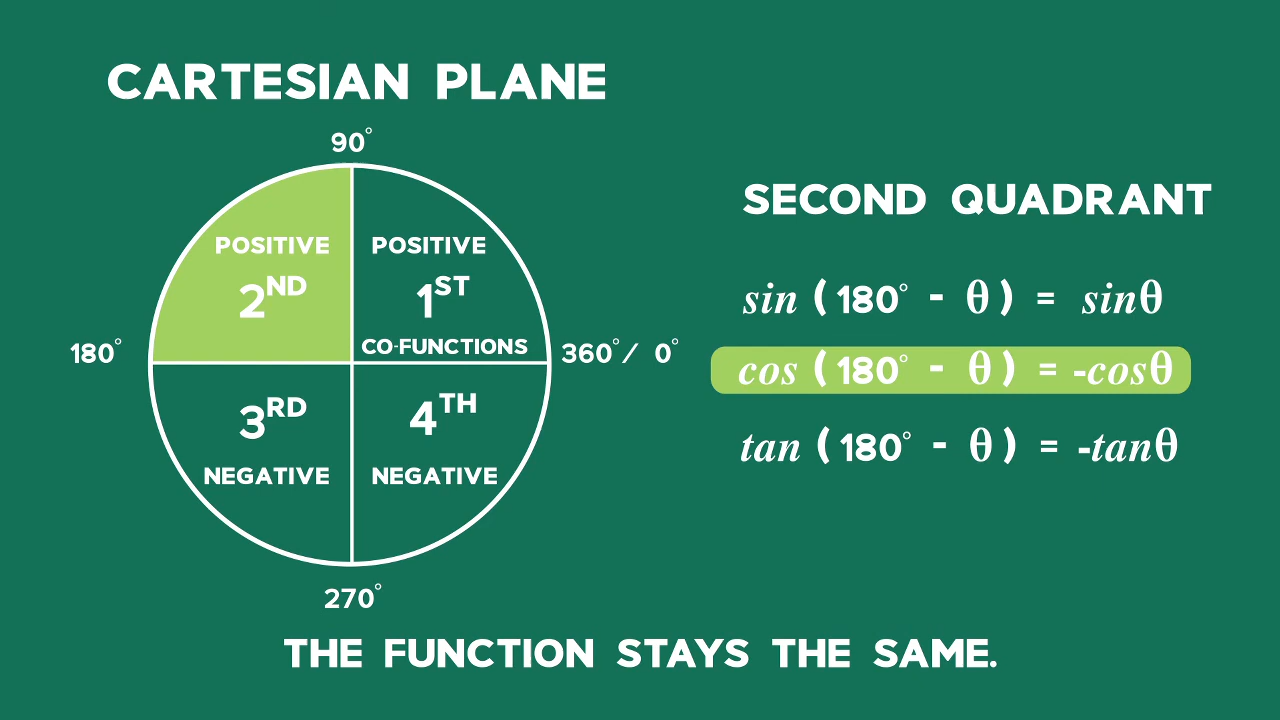 CARTESIAN PLANE
90°
SECOND QUADRANT
POSITIVE
2ND
POSITIVE
1ST
CO-FUNCTIONS
180°
360°/ 0°
3RD
NEGATIVE
4TH
NEGATIVE
270°
sin (180° - θ) = sinθ
cos (180° - θ) = -cosθ
tan (180° - θ) = -tanθ
THE FUNCTION STAYS THE SAME.